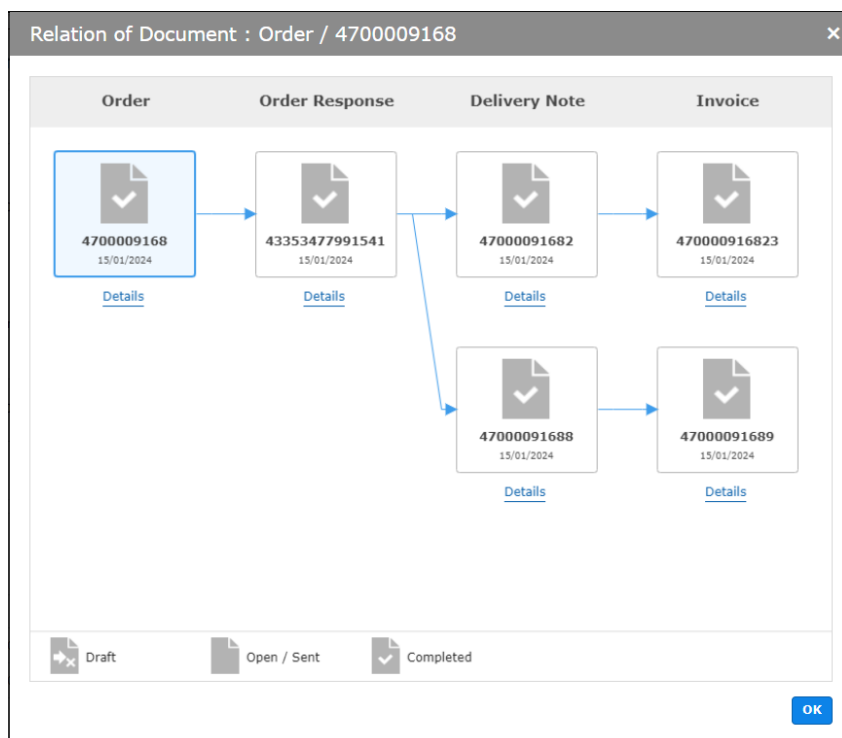 Relation of Document : Order / 4700009168 ×
Order Order Response Delivery Note Invoice
4700009168 43353477991541 47000091682 470000916823
15/01/2024 15/01/2024 15/01/2024 15/01/2024
Details Details Details Details
47000091688 47000091689
15/01/2024 15/01/2024
Details Details
Draft Open / Sent Completed
OK